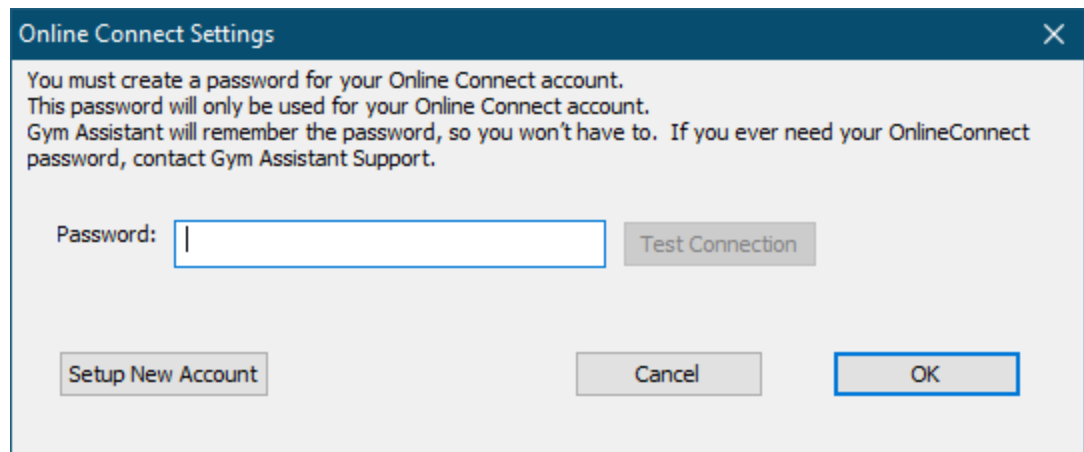 Online Connect Settings
You must create a password for your Online Connect account.
This password will only be used for your Online Connect account.
Gym Assistant will remember the password, so you won't have to.  If you ever need your OnlineConnect
password, contact Gym Assistant Support.
Password:
Test Connection
Setup New Account
Cancel
OK